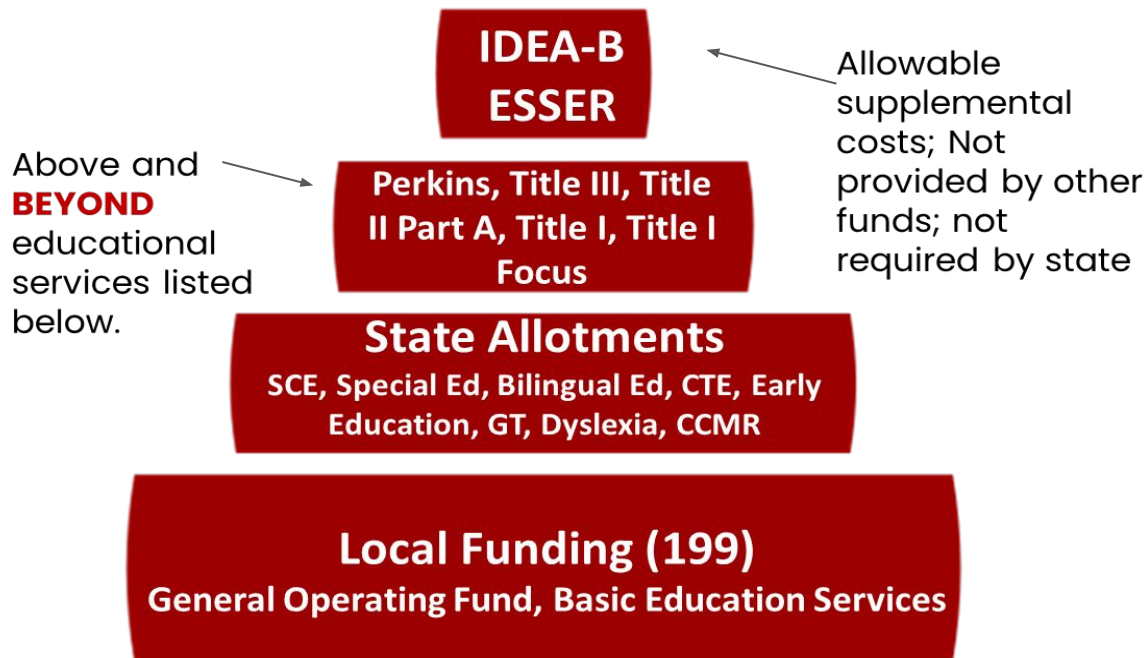 IDEA-B
ESSER
Allowable
supplemental
costs; Not
provided by other
funds; not
required by state
Above and
BEYOND
educational
services listed
below.
Perkins, Title III, Title
II Part A, Title I, Title I
Focus
State Allotments
SCE, Special Ed, Bilingual Ed, CTE, Early
Education, GT, Dyslexia, CCMR
Local Funding (199)
General Operating Fund, Basic Education Services